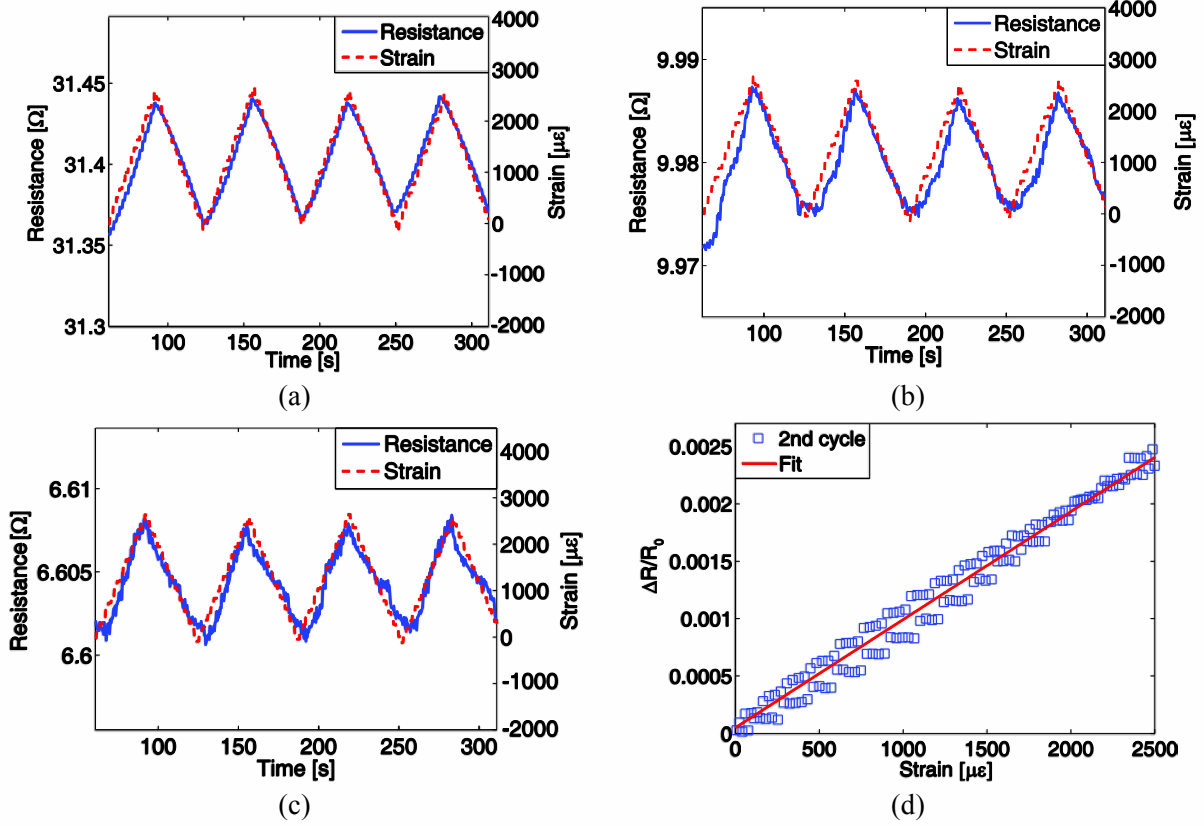 Resistance
Strain
Resistance [Ω]
31.45
31.4
31.35
31.3
4000
3000
2000
1000
0
-1000
-2000
Strain [με]
100
150
200
250
300
Time [s]
(a)
Resistance
Strain
Resistance [Ω]
9.99
9.98
9.97
4000
3000
2000
1000
0
-1000
-2000
Strain [με]
100
150
200
250
300
Time [s]
(b)
Resistance
Strain
Resistance [Ω]
6.61
6.605
6.6
4000
3000
2000
1000
0
-1000
-2000
Strain [με]
100
150
200
250
300
Time [s]
(c)
2nd cycle
Fit
ΔR/R0
0.0025
0.002
0.0015
0.001
0.0005
0
0
500
1000
1500
2000
2500
Strain [με]
(d)